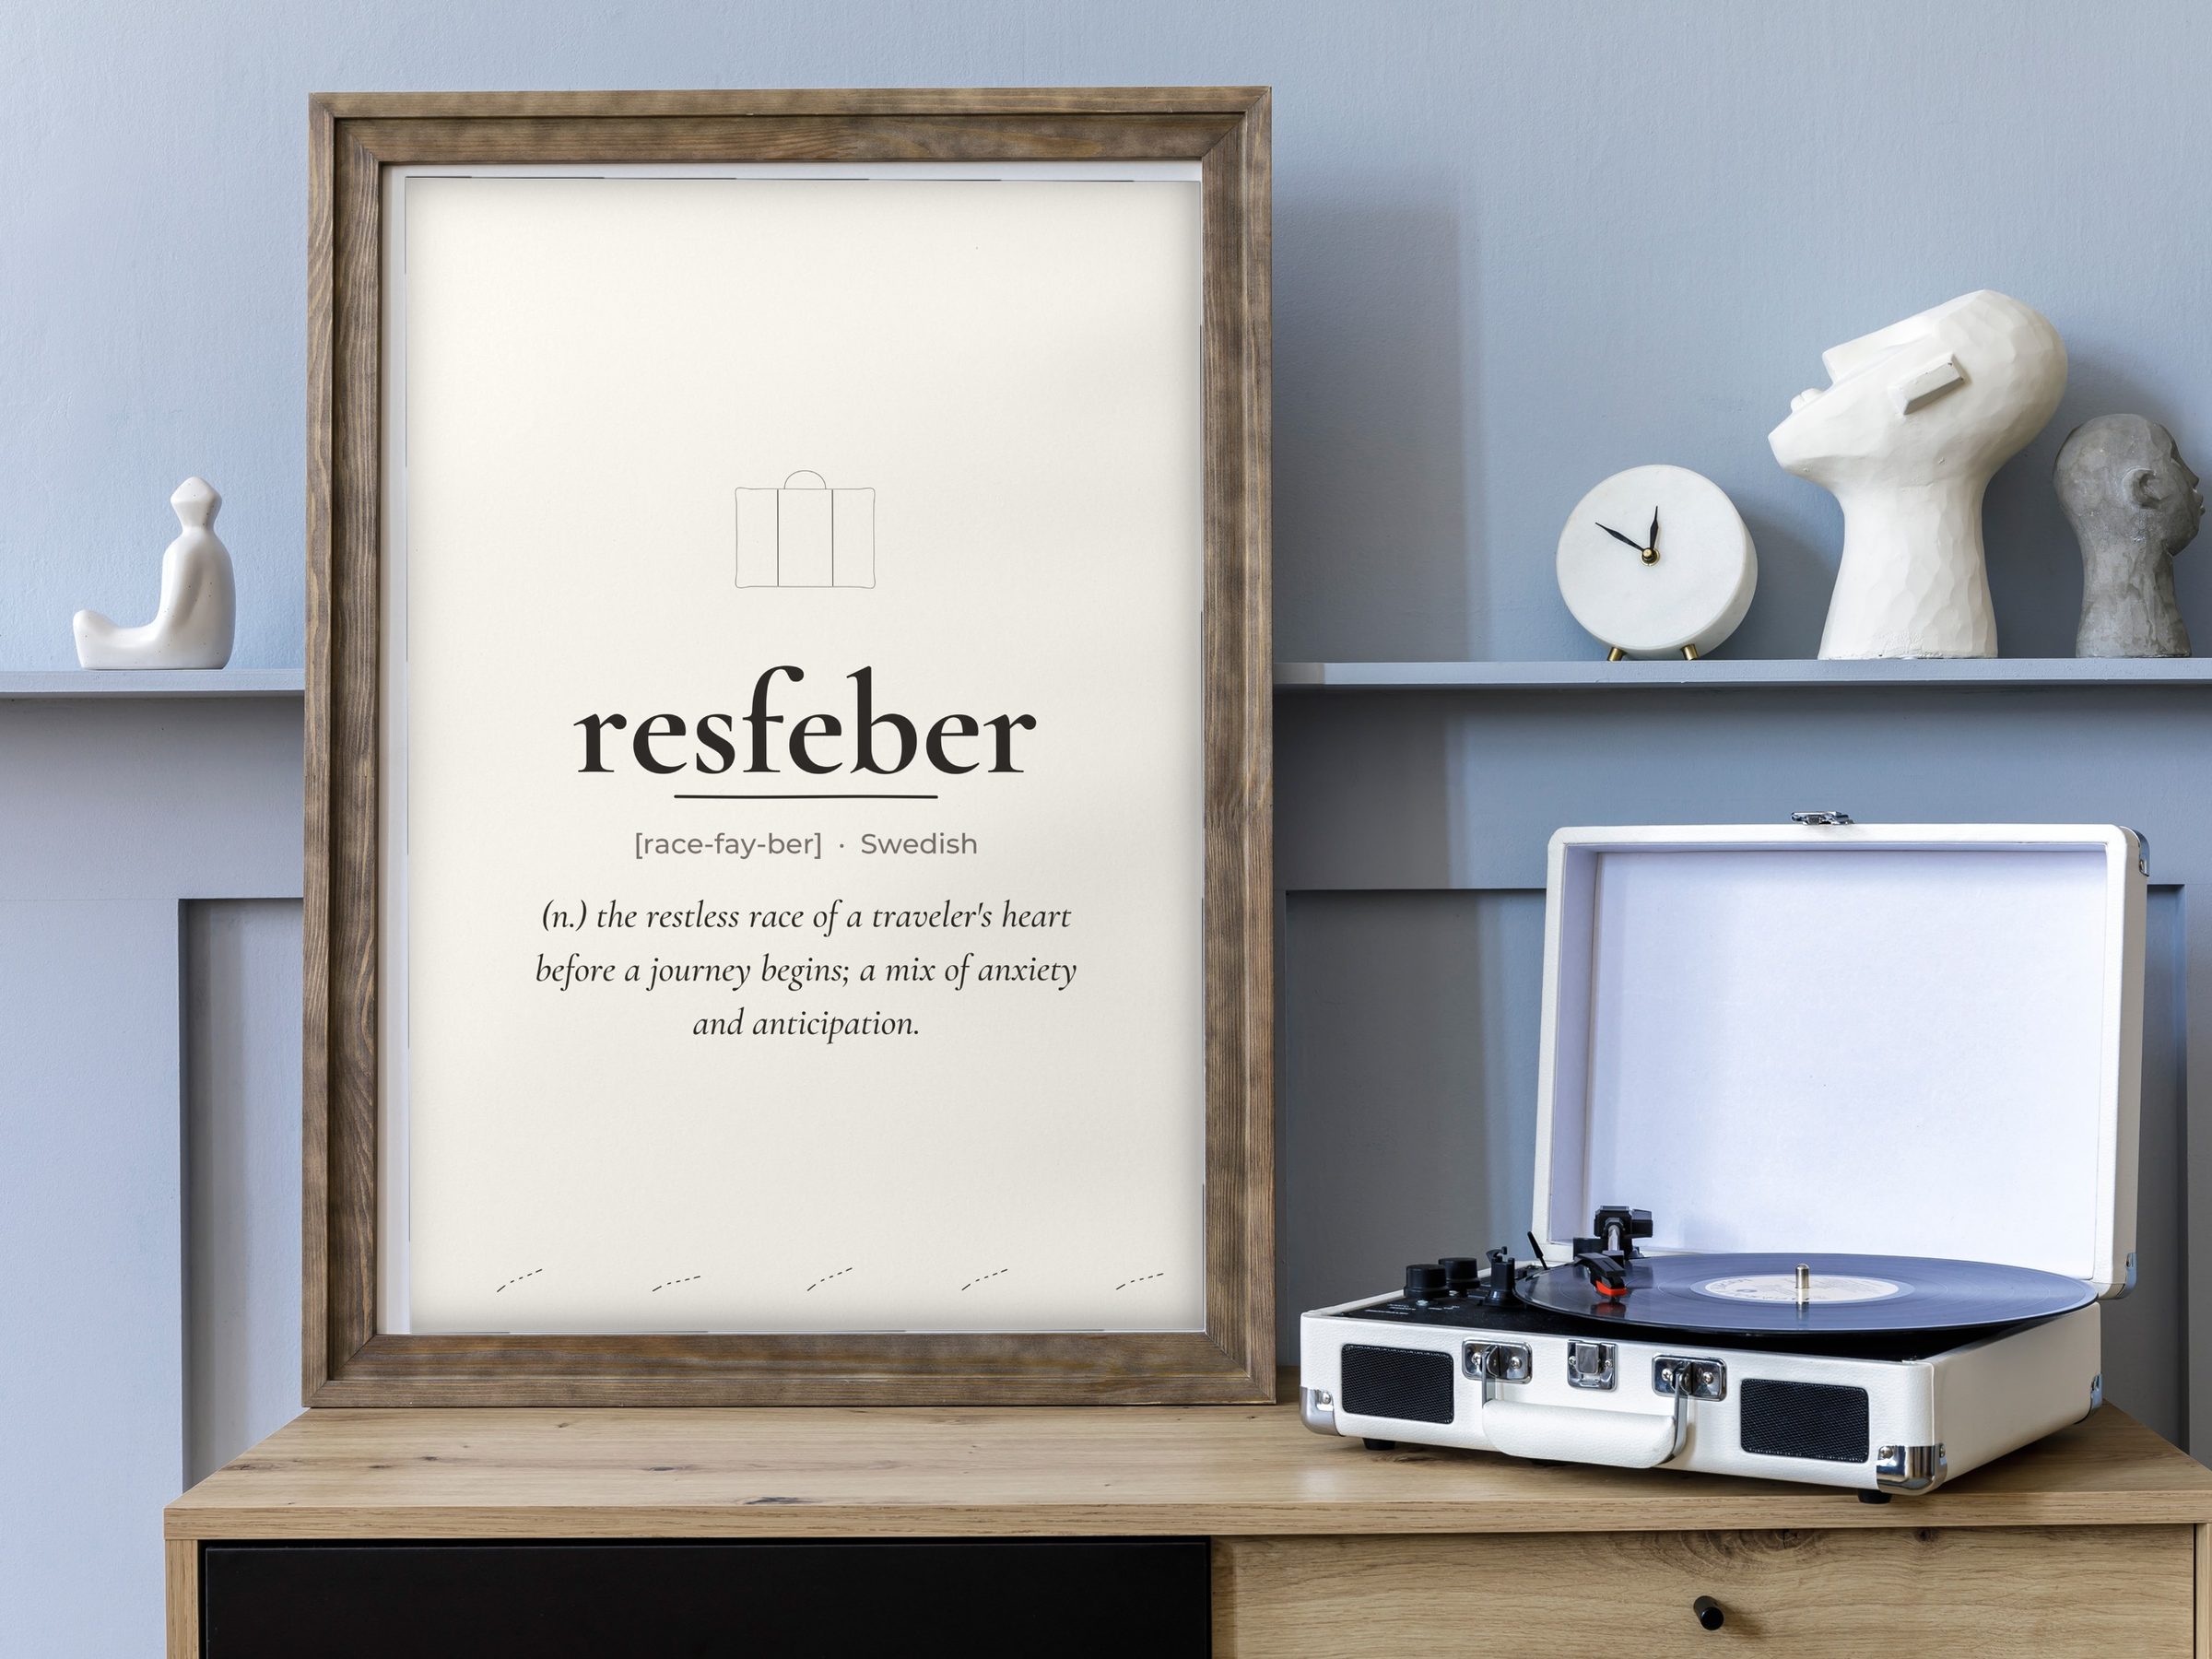 resfeber
[race-fay-ber] · Swedish
(n.) the restless race of a traveler's heart
before a journey begins; a mix of anxiety
and anticipation.